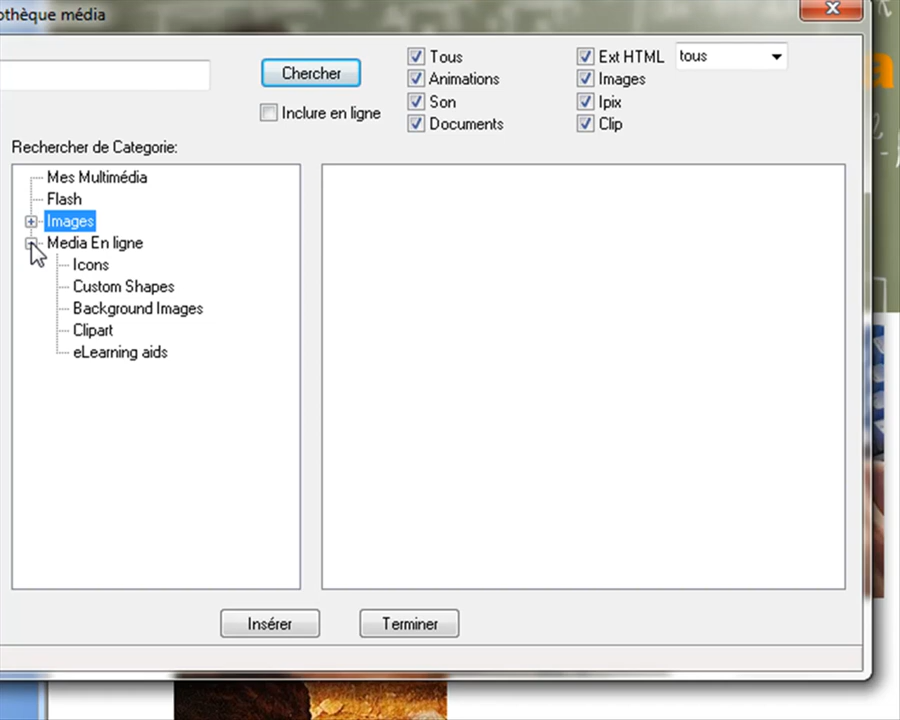 othèque média
Chercher
Inclure en ligne
Tous
Animations
Son
Documents
Ext HTML
Images
Ipix
Clip
tous
Rechercher de Categorie:
Mes Multimédia
Flash
Images
Media En ligne
Icons
Custom Shapes
Background Images
Clipart
eLearning aids
Insérer
Terminer
a